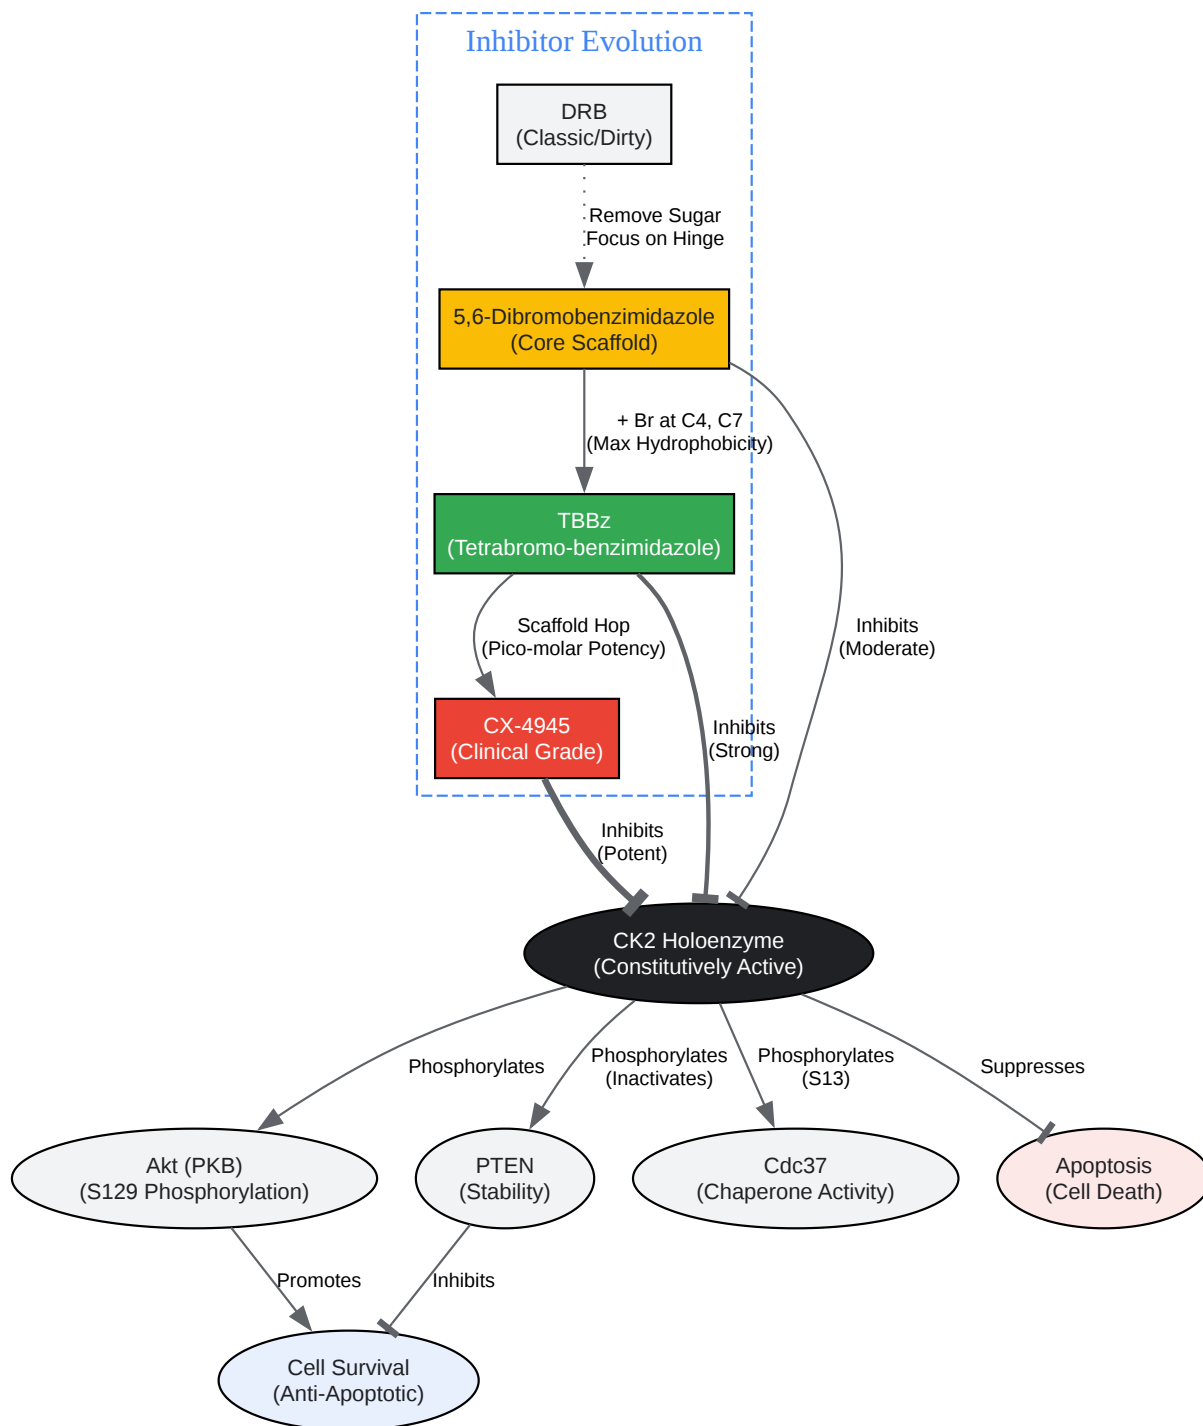 Inhibitor Evolution
DRB
(Classic/Dirty)
Remove Sugar
Focus on Hinge
5,6-Dibromobenzimidazole
(Core Scaffold)
+ Br at C4, C7
(Max Hydrophobicity)
TBBz
(Tetrabromo-benzimidazole)
Scaffold Hop
(Pico-molar Potency)
Inhibits
(Moderate)
CX-4945
(Clinical Grade)
Inhibits
(Strong)
Inhibits
(Potent)
CK2 Holoenzyme
(Constitutively Active)
Phosphorylates
Phosphorylates
(Inactivates)
Phosphorylates
(S13)
Suppresses
Akt (PKB)
(S129 Phosphorylation)
PTEN
(Stability)
Cdc37
(Chaperone Activity)
Apoptosis
(Cell Death)
Promotes
Inhibits
Cell Survival
(Anti-Apoptotic)